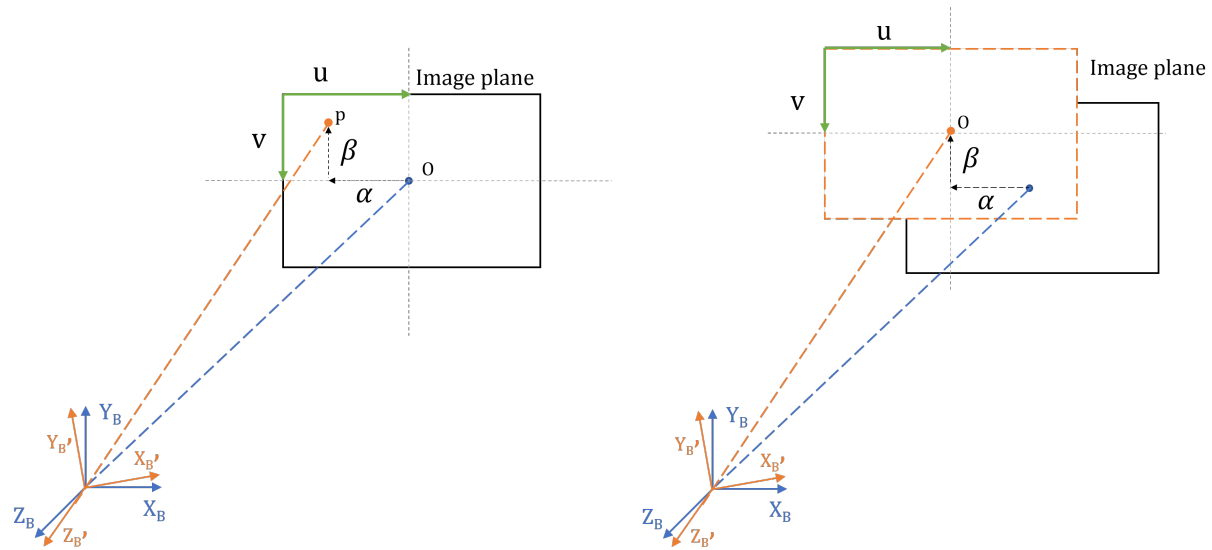 u
Image plane
v
p
β
O
α
Y_B
Y_B'
X_B'
X_B
Z_B
Z_B'
u
Image plane
v
O
β
α
Y_B
Y_B'
X_B'
X_B
Z_B
Z_B'